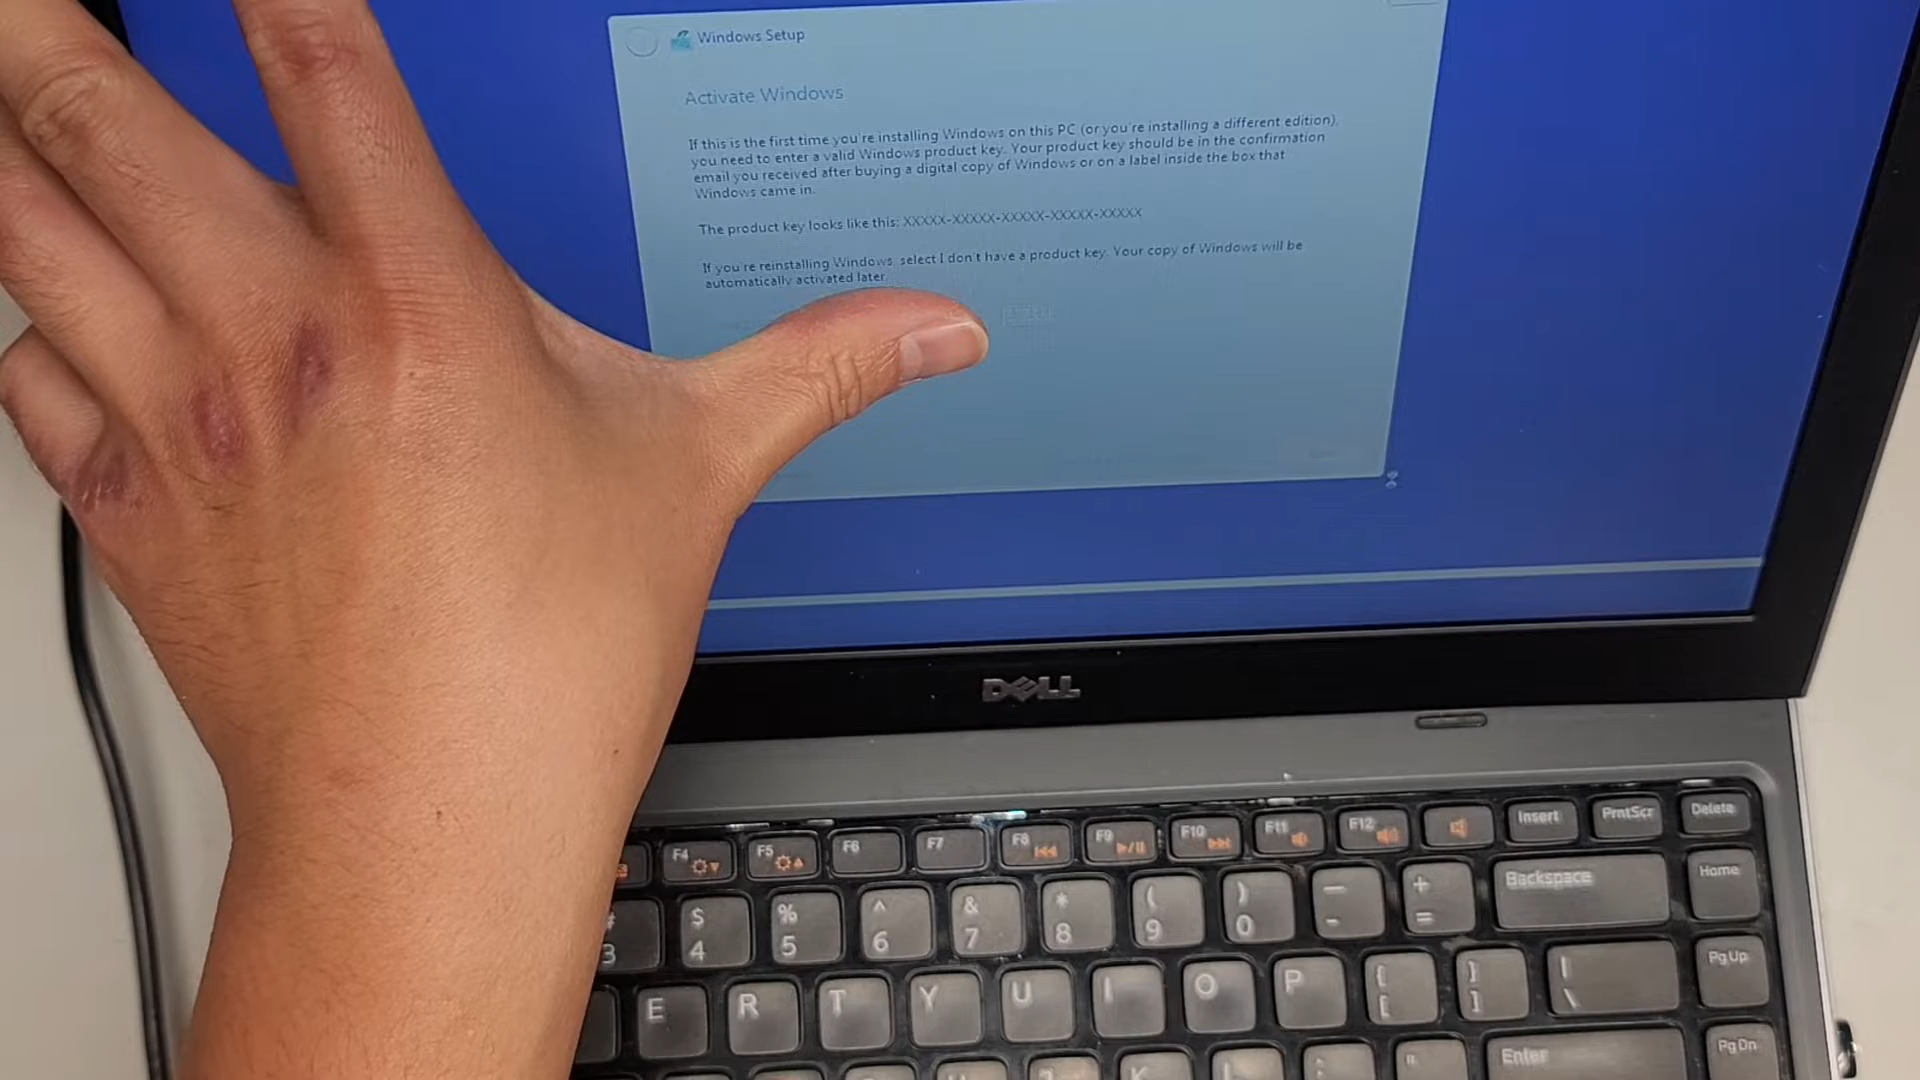 Windows Setup
Activate Windows
If this is the first time you're installing Windows on this PC (or you're installing a different edition),
you need to enter a valid Windows product key. Your product key should be in the confirmation
email you received after buying a digital copy of Windows or on a label inside the box that
Windows came in.
The product key looks like this: XXXXX-XXXXX-XXXXX-XXXXX-XXXXX
If you're reinstalling Windows, select I don't have a product key. Your copy of Windows will be
automatically activated later.
DELL
F4 F5 F6 F7 F8 F9 F10 F11 F12 Insert PrntScr Delete
# 3 $ 4 % 5 ^ 6 & 7 * 8 ( 9 ) 0 — - + = Backspace Home
E R T Y U I O P { [ } ] | \ Pg Up
K L : " Enter Pg Dn